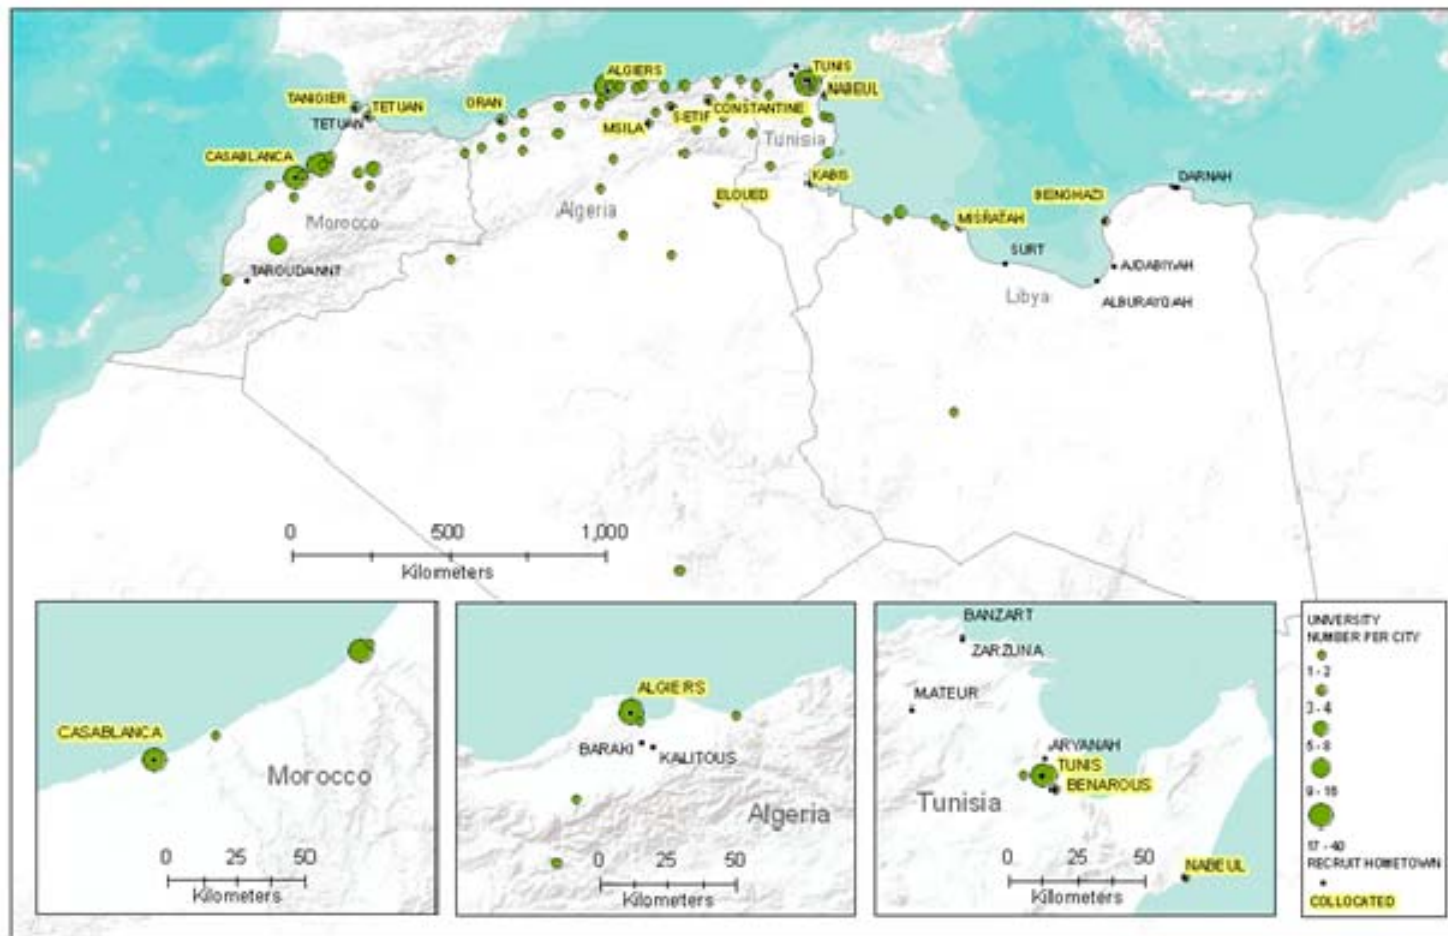 ALGIERS
TUNIS
NABEUL
TANIGIER
TETUAN
ORAN
TETUAN
CONSTANTINE
SETIF
MSILA
Tunisia
CASABLANCA
KABIS
DARNAH
ELOUED
BEINGHAZI
Algeria
MISRATAH
Morocco
SURT
TAROUDANNT
AJDABIYAH
Libya
ALBURAYQAH
0 500 1,000
Kilometers
CASABLANCA
Morocco
0 25 50
Kilometers
ALGIERS
BARAKI
KALITOUS
Algeria
0 25 50
Kilometers
BANZART
ZARZUNA
MATEUR
ARYANAH
TUNIS
BENAROUS
Tunisia
0 25 50
Kilometers
NABEUL
UNIVERSITY
NUMBER PER CITY
1 - 2
3 - 4
5 - 8
9 - 16
17 - 40
RECRUIT HOMETOWN
COLLOCATED